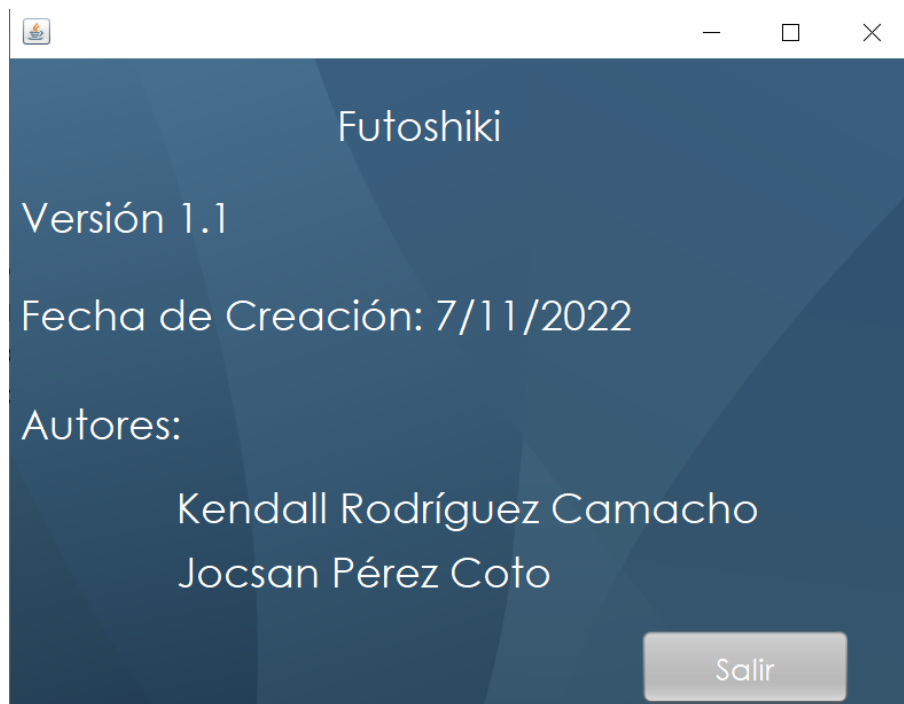 Futoshiki
Versión 1.1
Fecha de Creación: 7/11/2022
Autores:
Kendall Rodríguez Camacho
Jocsan Pérez Coto
Salir